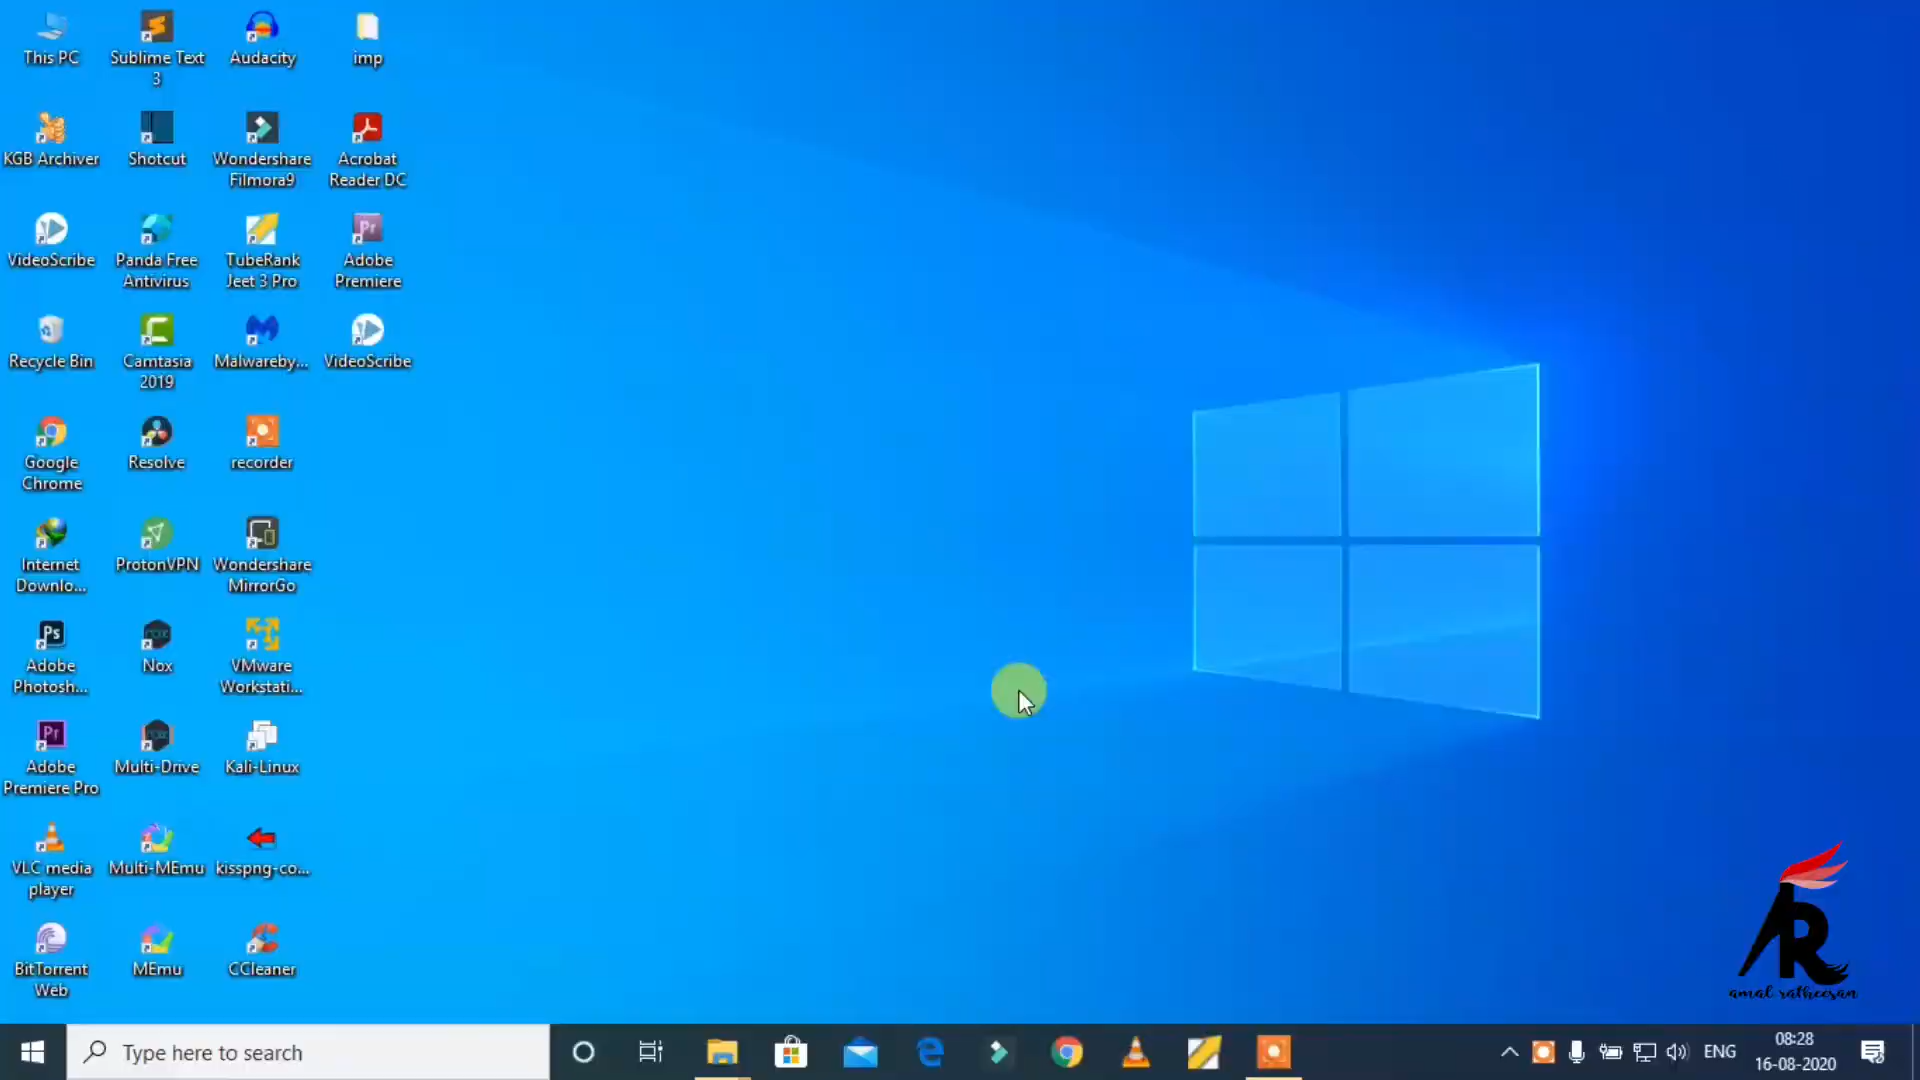 This PC
Sublime Text
3
Audacity
imp
KGB Archiver
Shotcut
Wondershare
Filmora9
Acrobat
Reader DC
VideoScribe
Panda Free
Antivirus
TubeRank
Jeet 3 Pro
Adobe
Premiere
Recycle Bin
Camtasia
2019
Malwareby...
VideoScribe
Google
Chrome
Resolve
recorder
Internet
Downlo...
ProtonVPN
Wondershare
MirrorGo
Adobe
Photosh...
Nox
VMware
Workstati...
Adobe
Premiere Pro
Multi-Drive
Kali-Linux
VLC media
player
Multi-MEmu
kisspng-co...
BitTorrent
Web
MEmu
CCleaner
AR
amal ratheesan
Type here to search
ENG
08:28
16-08-2020